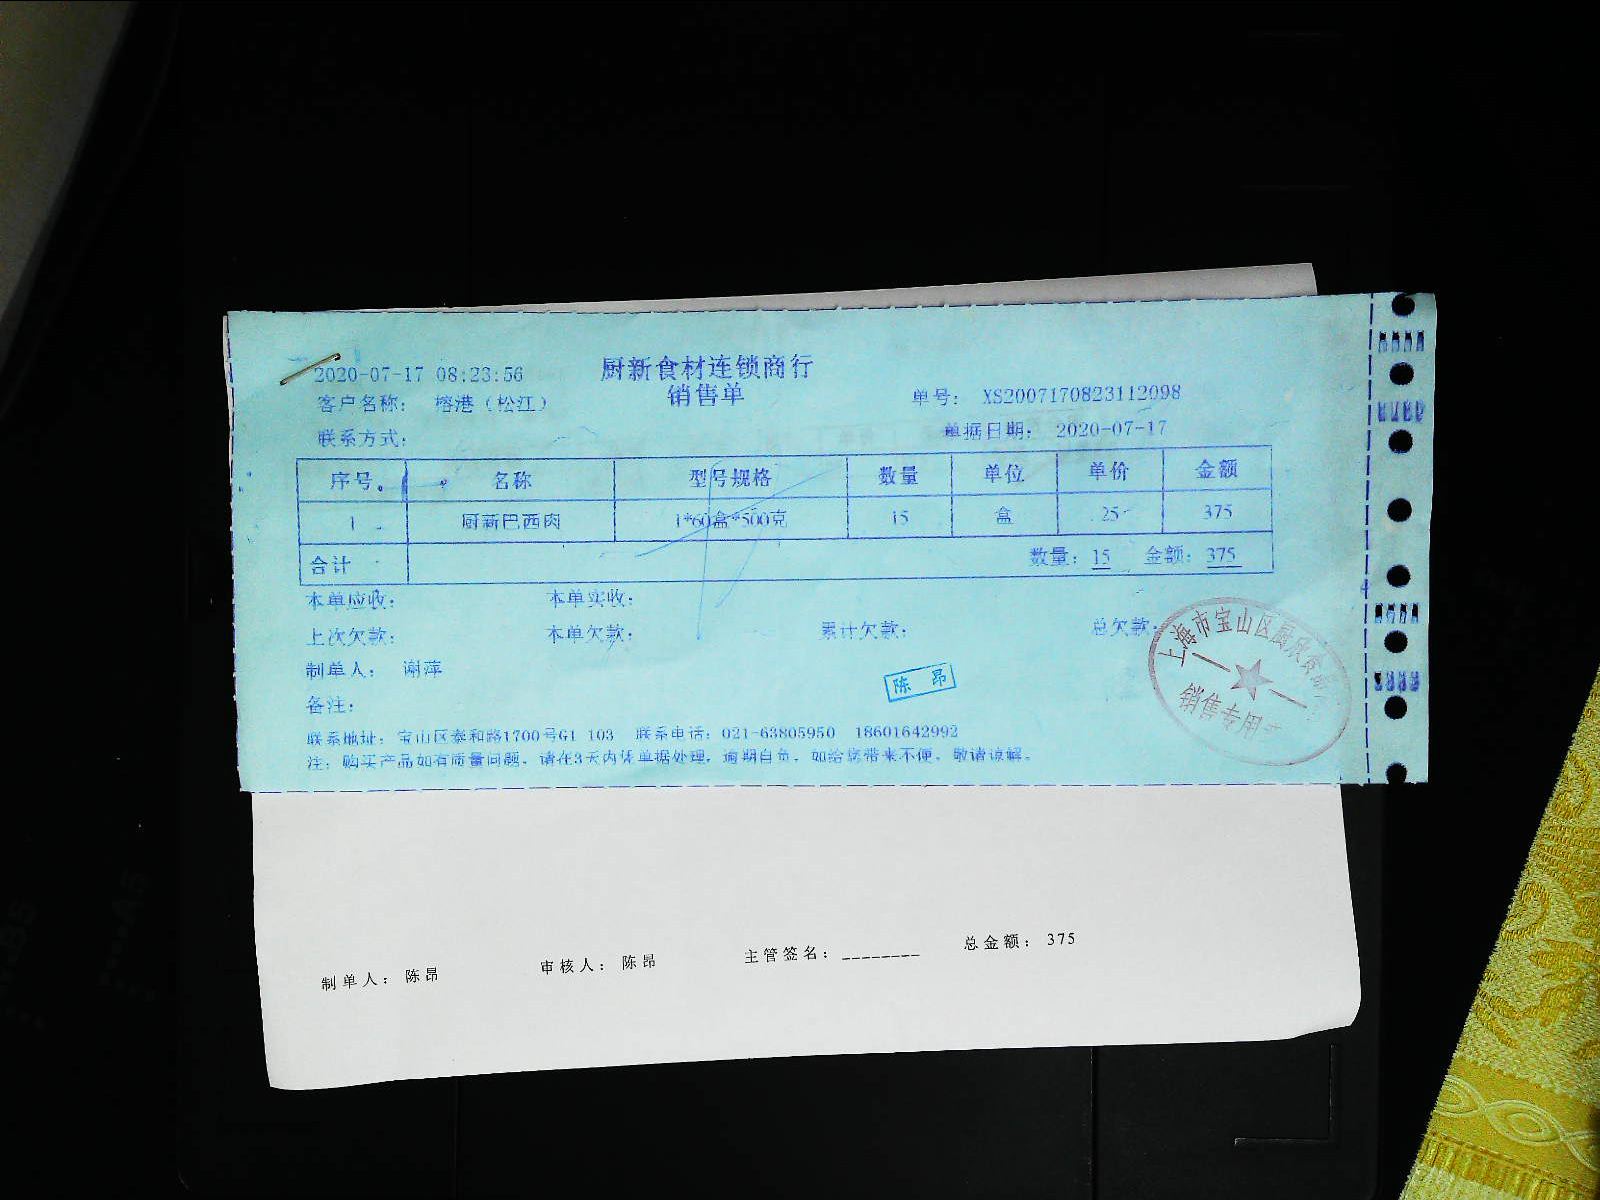 厨新食材连锁商行
2020-07-17 08:23:56
销售单
客户名称: 榕港(松江)
单号: XS2007170823112098
联系方式:
单据日期: 2020-07-17
序号 名称 型号规格 数量 单位 单价 金额
1 厨新巴西肉 1*60盒*500克 15 盒 25 375
合计 数量: 15 金额: 375
本单应收: 本单实收:
上次欠款: 本单欠款: 累计欠款: 总欠款:
制单人: 谢萍
陈昂
备注:
上海市宝山区厨欣食
销售专用
联系地址: 宝山区泰和路1700号G1 103 联系电话: 021-63805950 18601642992
注: 购买产品如有质量问题, 请在3天内凭单据处理, 逾期自负, 如给您带来不便, 敬请谅解。
制单人: 陈昂 审核人: 陈昂 主管签名: ________ 总金额: 375